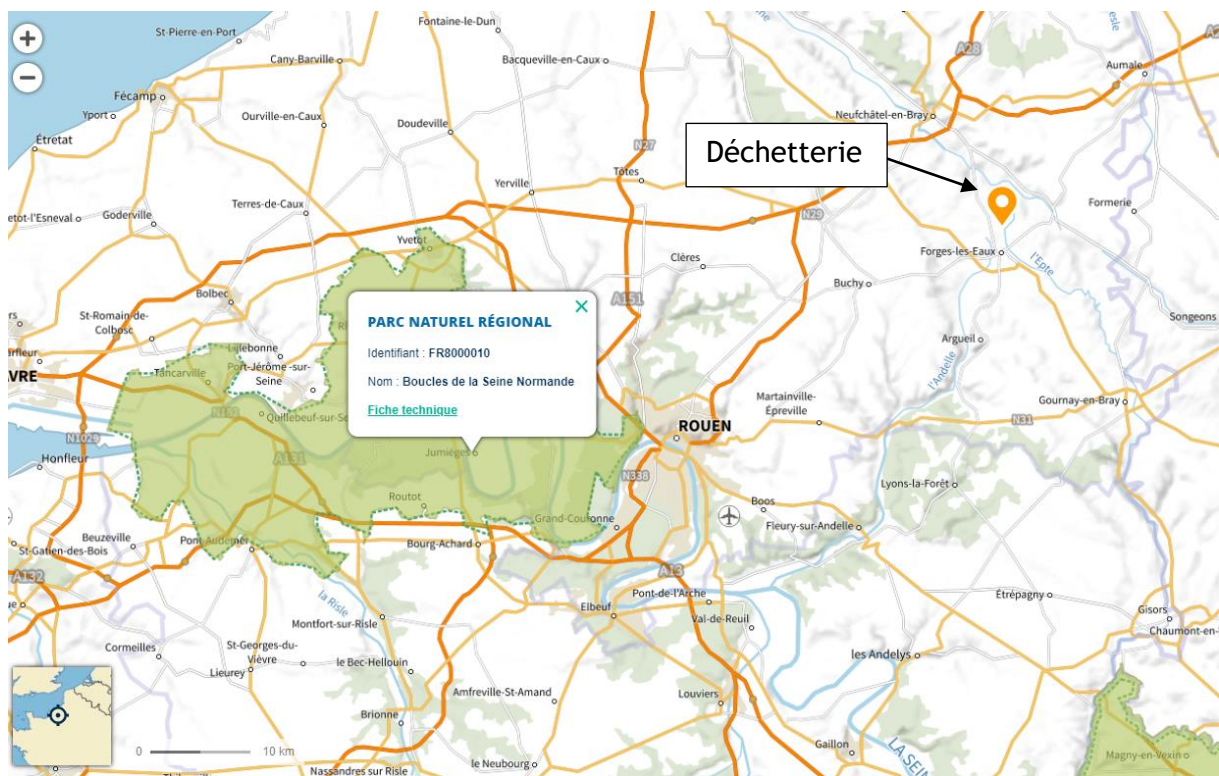 St-Pierre-en-Port
Fontaine-le-Dun
A28
Cany-Barville
Bacqueville-en-Caux
Aumale
Fécamp
Yport
Ourville-en-Caux
Doudeville
Neufchâtel-en-Bray
Étretat
N27
Déchetterie
Tôtes
Yerville
Formerie
Goderville
Terres-de-Caux
N29
Yvetot
Forges-les-Eaux
l'Epte
Clères
Buchy
Bolbec
A151
St-Romain-de-
Colbosc
Songeons
PARC NATUREL RÉGIONAL
Identifiant : FR8000010
Nom : Boucles de la Seine Normande
Fiche technique
Lillebonne
Port-Jérôme-sur-
Seine
Argueil
l'Andelle
Tancarville
Martainville-
Épreville
Gournay-en-Bray
N182
N31
ROUEN
N1029
Honfleur
A131
Jumièges
N338
Lyons-la-Forêt
Routot
Boos
Grand-Couronne
Fleury-sur-Andelle
Beuzeville
Pont-Audemer
Bourg-Achard
St-Gatien-des-Bois
A132
A13
la Risle
Elbeuf
Pont-de-l'Arche
Étrépagny
Val-de-Reuil
Gisors
Montfort-sur-Risle
Chaumont-en-
Cormeilles
St-Georges-du-
Vièvre
Lieurey
le Bec-Hellouin
les Andelys
Amfreville-St-Amand
Louviers
Brionne
Gaillon
LA SEINE
Magny-en-Vexin
0 10 km
le Neubourg
Nassandres sur Risle